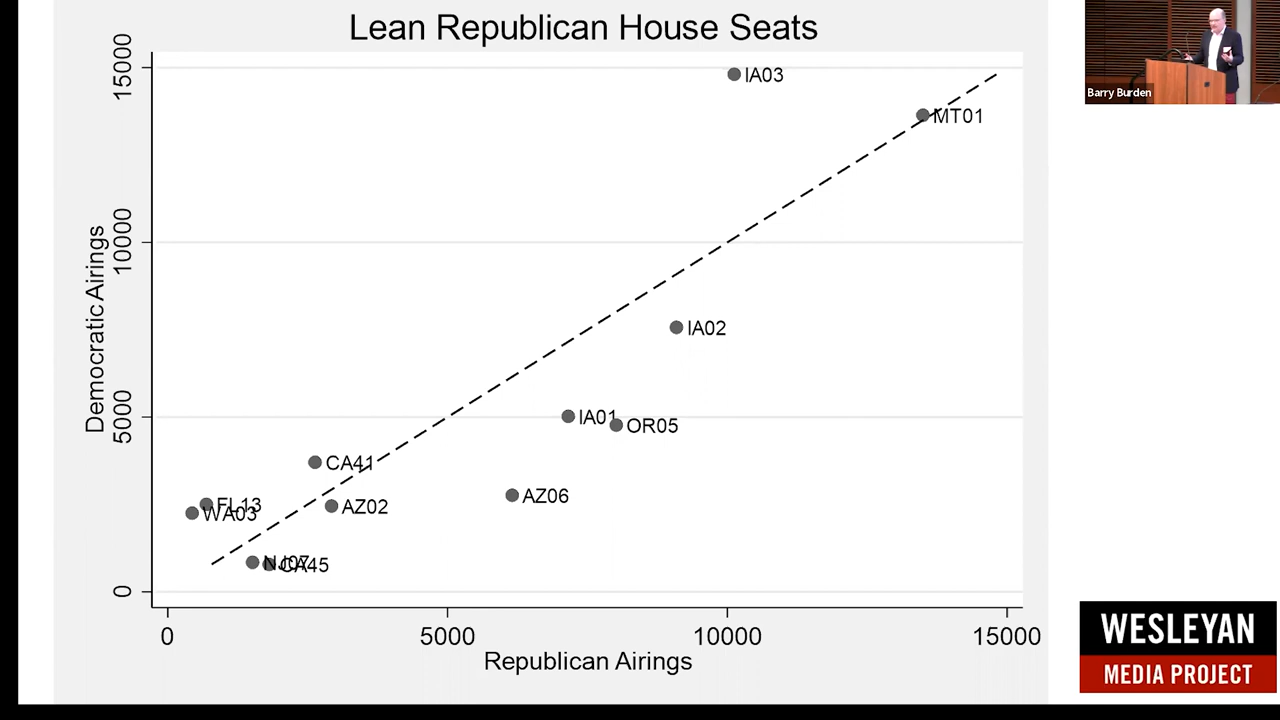 Lean Republican House Seats
Democratic Airings
15000
10000
5000
0
IA03
MT01
IA02
IA01
OR05
CA41
AZ06
FL13
AZ02
WA03
NJ07
CA45
0
5000
10000
15000
Republican Airings
Barry Burden
WESLEYAN
MEDIA PROJECT